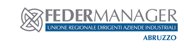 FEDERMANAGER
UNIONE REGIONALE DIRIGENTI AZIENDE INDUSTRIALI
ABRUZZO